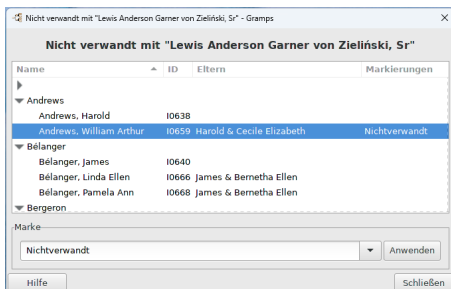 Nicht verwandt mit "Lewis Anderson Garner von Zieliński, Sr" - Gramps
Nicht verwandt mit "Lewis Anderson Garner von Zieliński, Sr"
Name ID Eltern Markierungen
Andrews
Andrews, Harold I0638
Andrews, William Arthur I0659 Harold & Cecile Elizabeth Nichtverwandt
Bélanger
Bélanger, James I0640
Bélanger, Linda Ellen I0666 James & Bernetha Ellen
Bélanger, Pamela Ann I0668 James & Bernetha Ellen
Bergeron
Marke
Nichtverwandt Anwenden
Hilfe Schließen